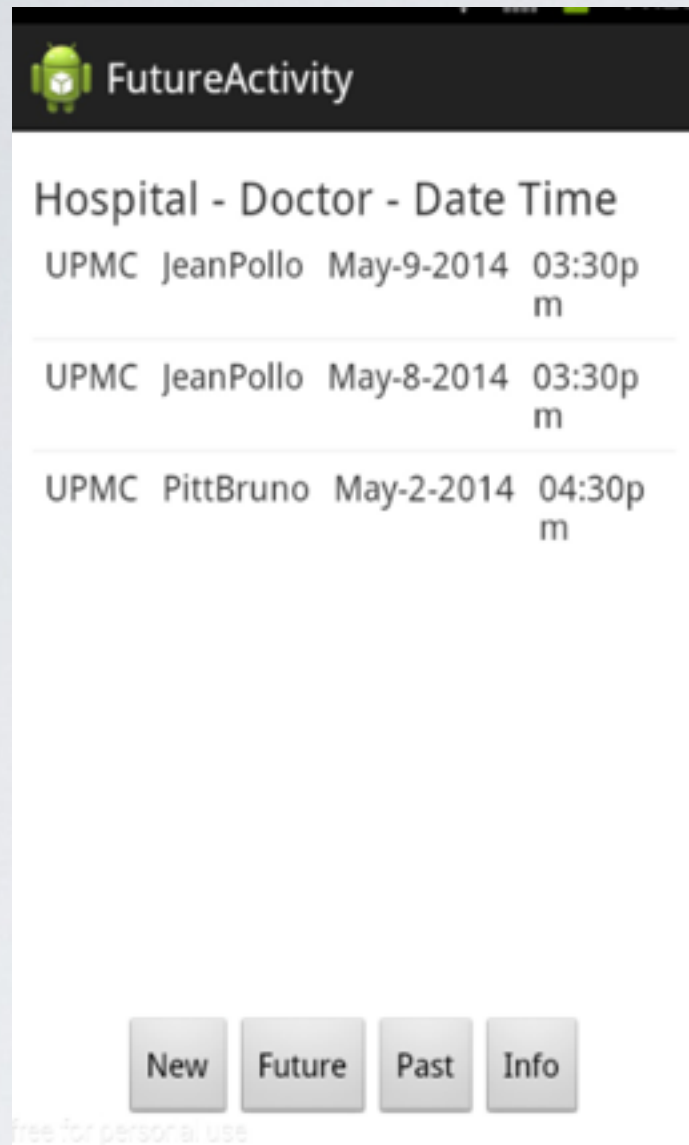 FutureActivity
Hospital - Doctor - Date Time
UPMC JeanPollo May-9-2014 03:30p
m
UPMC JeanPollo May-8-2014 03:30p
m
UPMC PittBruno May-2-2014 04:30p
m
New Future Past Info
free for personal use